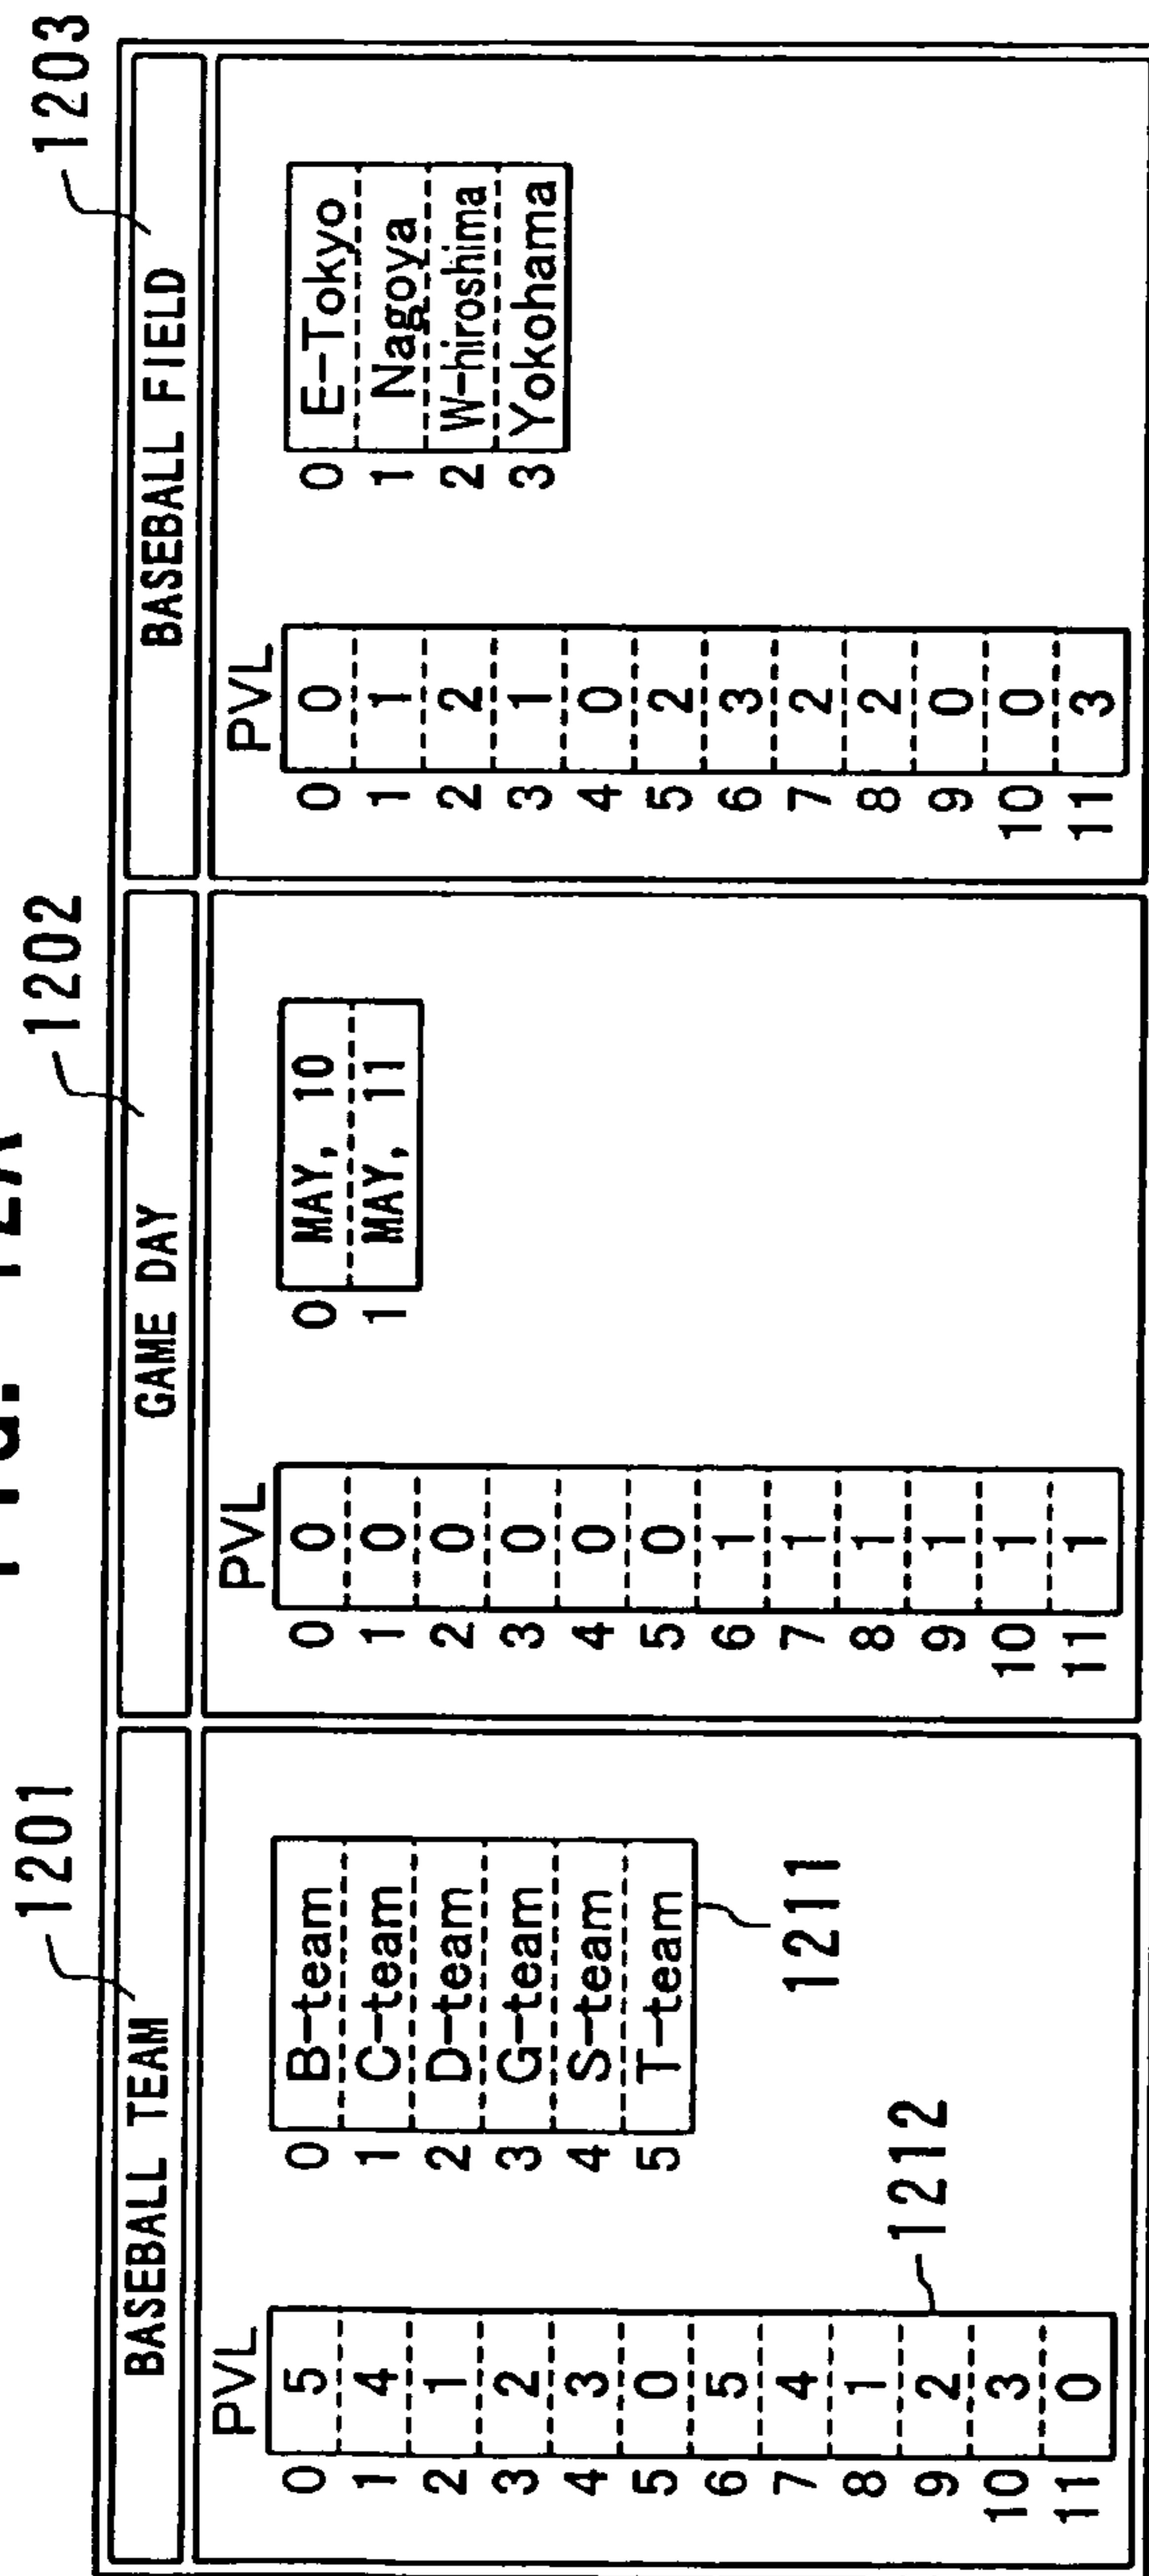 1201 1202 1203
BASEBALL TEAM GAME DAY BASEBALL FIELD
PVL PVL PVL
0 5 0 B-team 0 0 0 MAY, 10 0 0 0 E-Tokyo
1 4 1 C-team 1 0 1 MAY, 11 1 1 1 Nagoya
2 1 2 D-team 2 0 2 2 2 W-hiroshima
3 2 3 G-team 3 0 3 1 3 Yokohama
4 3 4 S-team 4 0 4 0
5 0 5 T-team 5 0 5 2
6 5 6 1 6 3
7 4 1211 7 1 7 2
8 1 8 1 8 2
9 2 1212 9 1 9 0
10 3 10 1 10 0
11 0 11 1 11 3